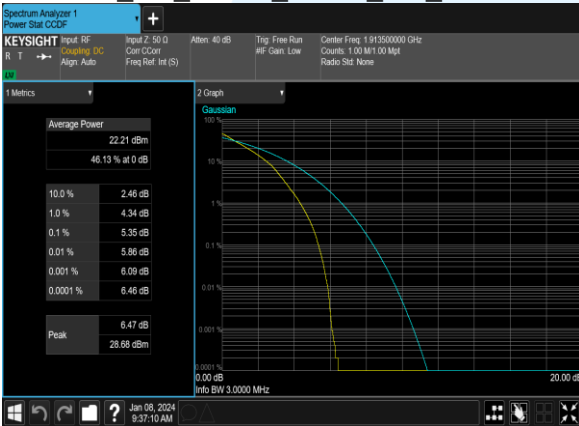 Spectrum Analyzer 1
Power Stat CCDF
+
KEYSIGHT
R T
LW
Input: RF
Coupling: DC
Align: Auto
Input Z: 50 Ω
Corr CCorr
Freq Ref: Int (S)
Atten: 40 dB
Trig: Free Run
#IF Gain: Low
Center Freq: 1.913500000 GHz
Counts: 1.00 M/1.00 Mpt
Radio Std: None
1 Metrics
Average Power
22.21 dBm
46.13 % at 0 dB
10.0 % 2.46 dB
1.0 % 4.34 dB
0.1 % 5.35 dB
0.01 % 5.86 dB
0.001 % 6.09 dB
0.0001 % 6.46 dB
Peak
6.47 dB
28.68 dBm
2 Graph
Gaussian
100 %
10 %
1 %
0.1 %
0.01 %
0.001 %
0.0001 %
0.00 dB
20.00 dB
Info BW 3.0000 MHz
?
Jan 08, 2024
9:37:10 AM